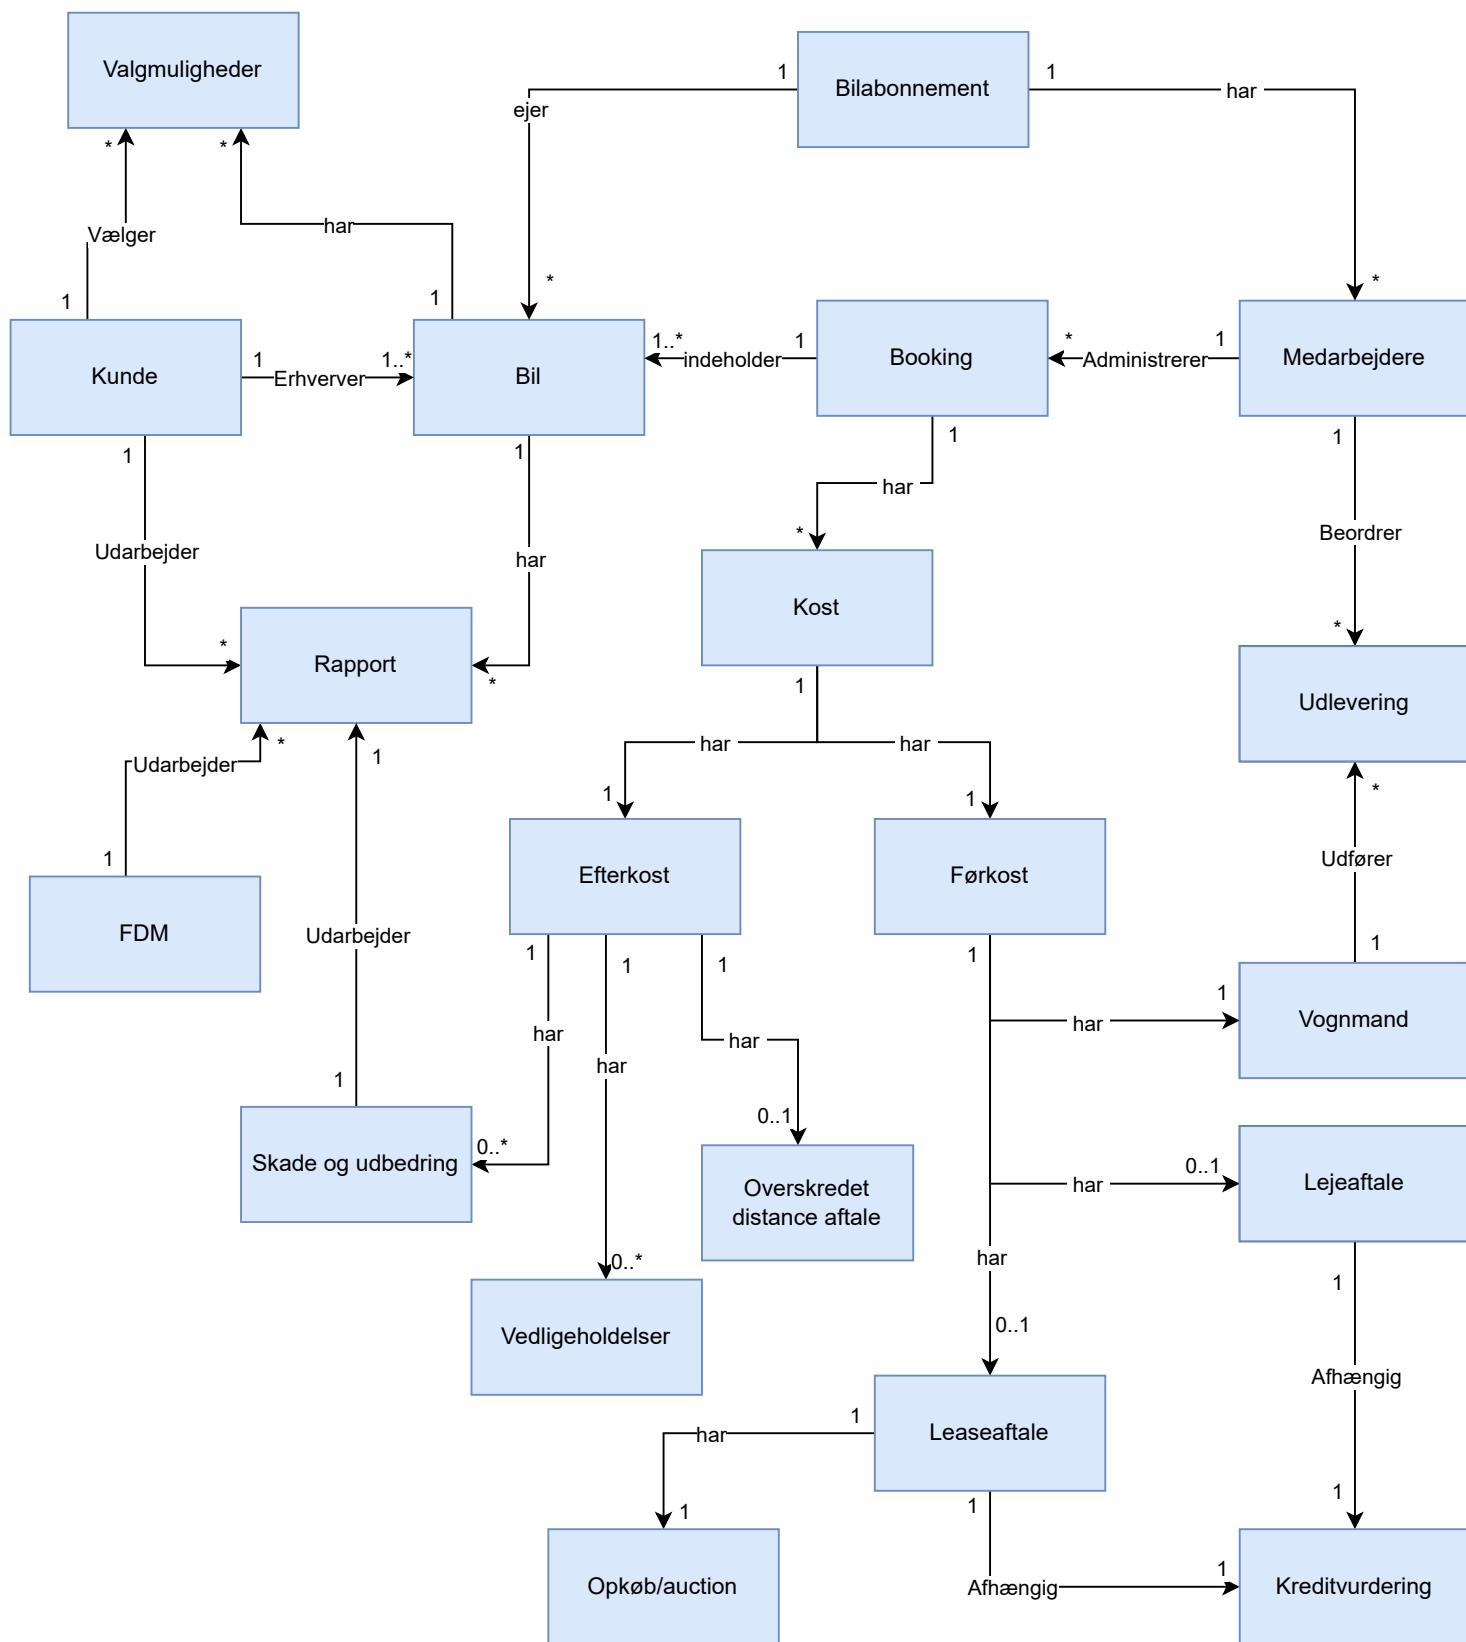 Valgmuligheder
Bilabonnement
1
1
ejer
har
*
*
Vælger
har
1
1
*
*
Kunde
1
Erhverver
1..*
Bil
1..*
indeholder
1
Booking
*
Administrerer
1
Medarbejdere
1
1
1
1
har
Udarbejder
har
*
Beordrer
Kost
*
Rapport
*
1
*
Udlevering
*
Udarbejder
1
har
har
1
1
*
1
FDM
Efterkost
Førkost
Udfører
Udarbejder
1
1
1
1
1
har
har
har
har
1
Vognmand
1
0..*
Skade og udbedring
0..1
Overskredet
distance aftale
har
0..1
Lejeaftale
0..*
Vedligeholdelser
har
0..1
1
Afhængig
har
1
Leaseaftale
1
1
1
Opkøb/auction
Afhængig
1
Kreditvurdering